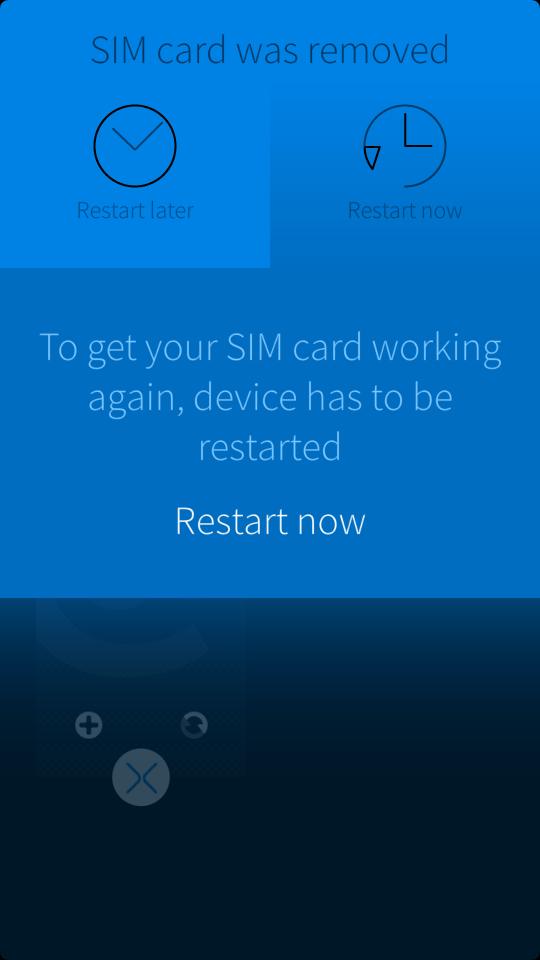 SIM card was removed
Restart later
Restart now
To get your SIM card working
again, device has to be
restarted
Restart now